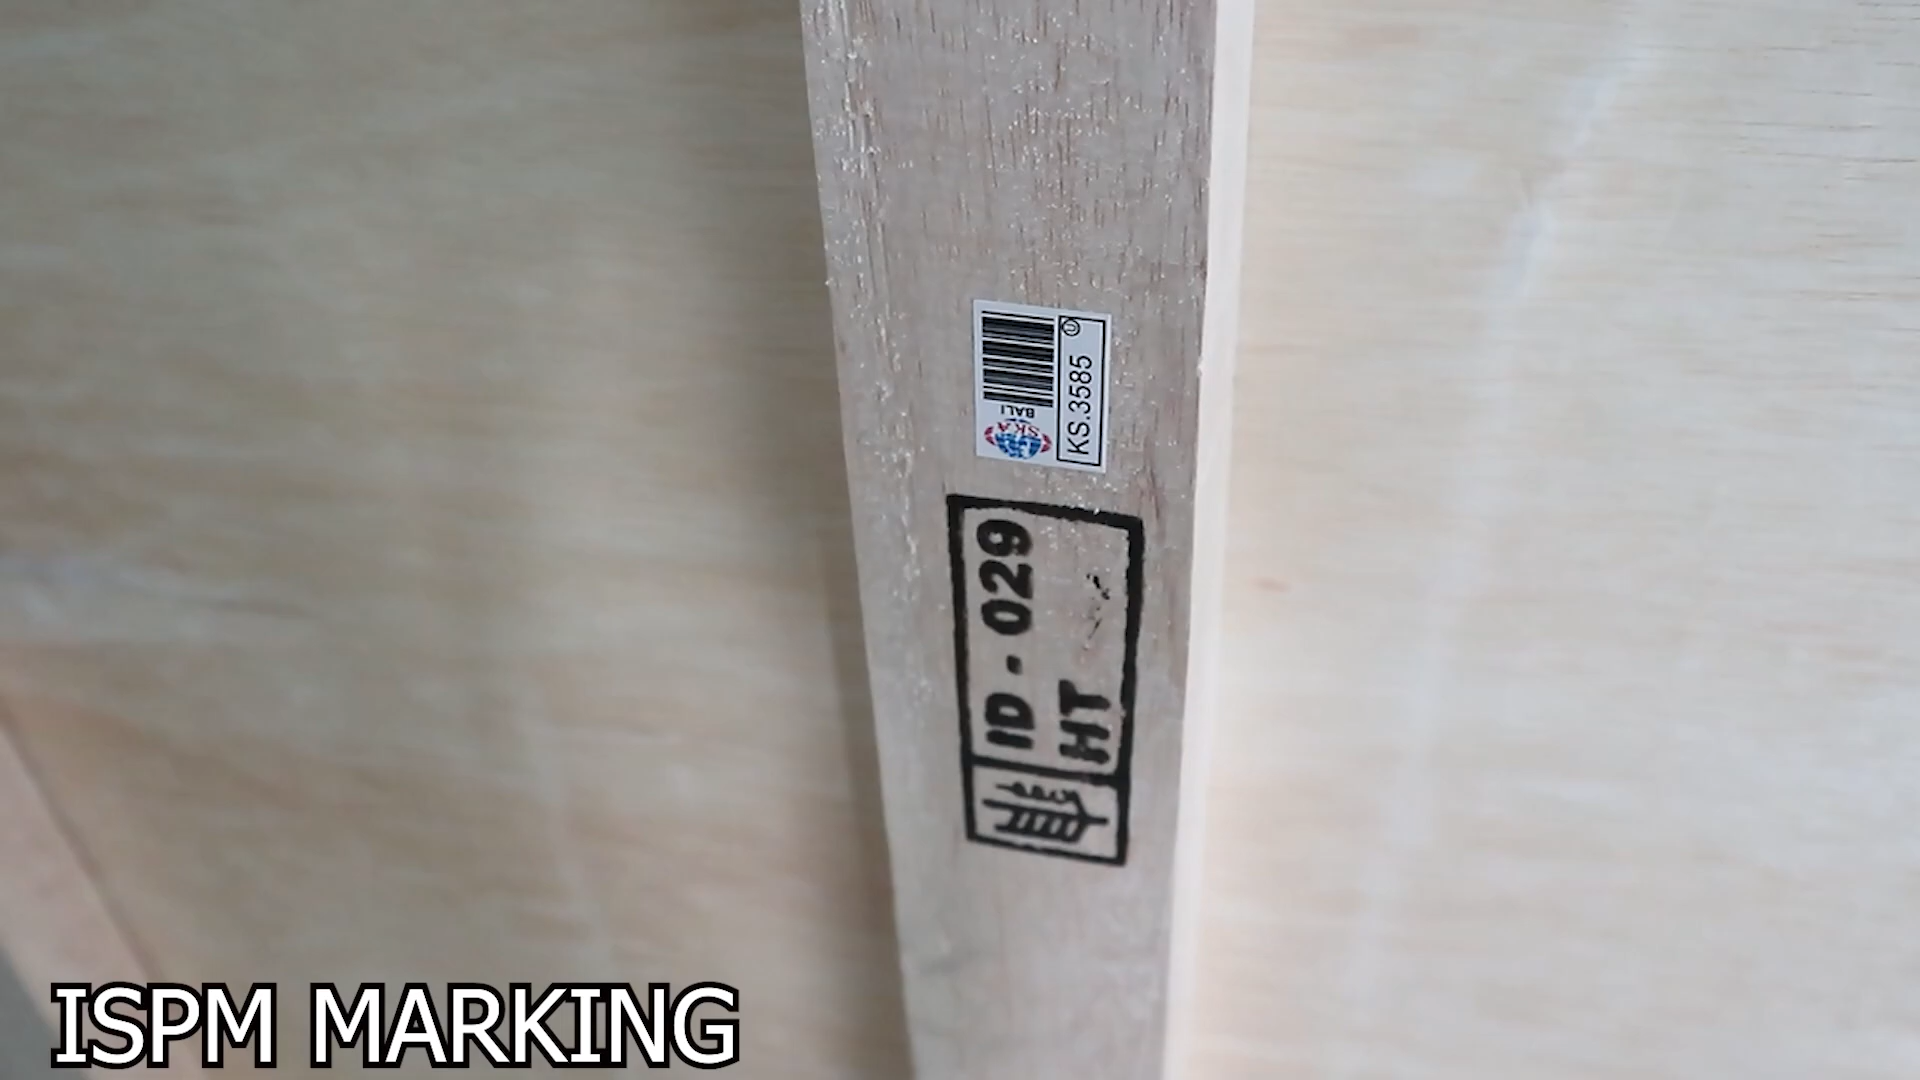 KS.3585
U
SKA
BALI
ID - 029
HT
ISPM MARKING